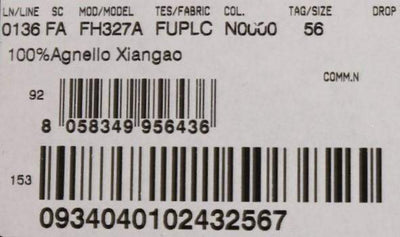 LN/LINE SC MOD/MODEL TES/FABRIC COL. TAG/SIZE DROP
0136 FA FH327A FUPLC N0000 56
100%Agnello Xiangao
COMM.N
92
8 058349 956436
153
0934040102432567